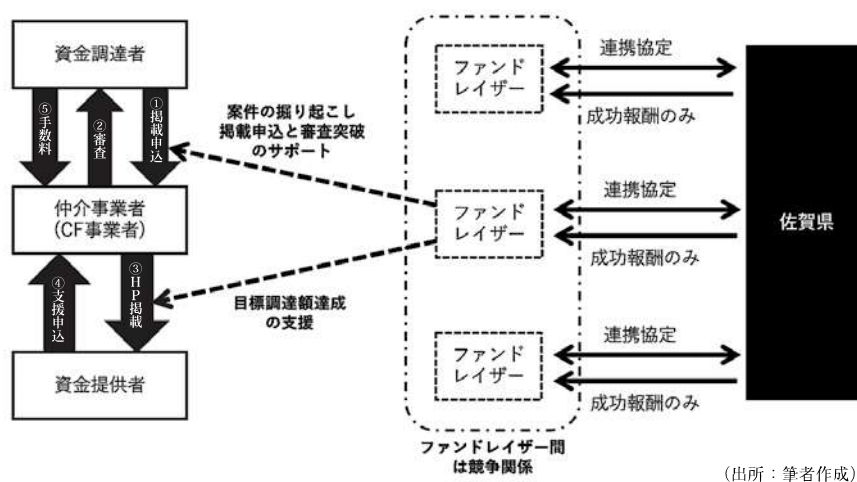 資金調達者
⑤手数料
②審査
①掲載申込
仲介事業者
(CF事業者)
④支援申込
③HP掲載
資金提供者
案件の掘り起こし
掲載申込と審査突破
のサポート
目標調達額達成
の支援
ファンド
レイザー
連携協定
成功報酬のみ
ファンド
レイザー
連携協定
成功報酬のみ
ファンド
レイザー
連携協定
成功報酬のみ
佐賀県
ファンドレイザー間
は競争関係
(出所:筆者作成)